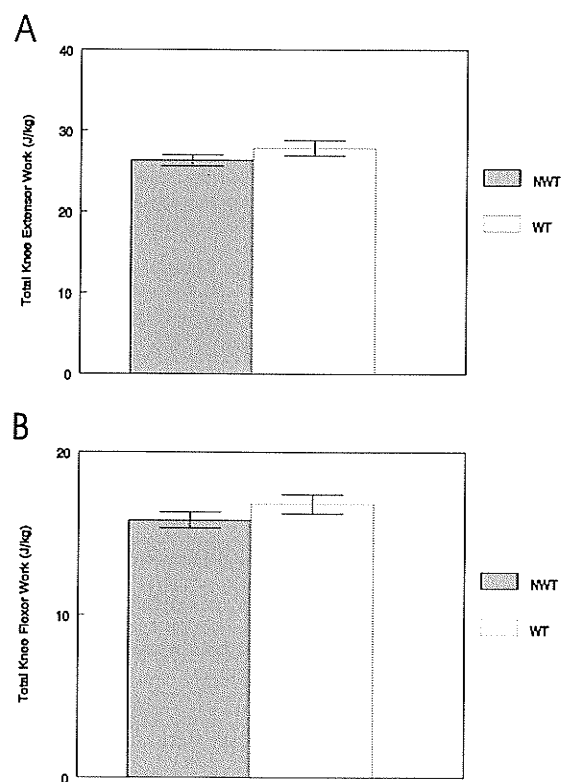 A
40
30
20
10
0
Total Knee Extensor Work (J/kg)
NWT
WT
B
20
10
0
Total Knee Flexor Work (J/kg)
NWT
WT